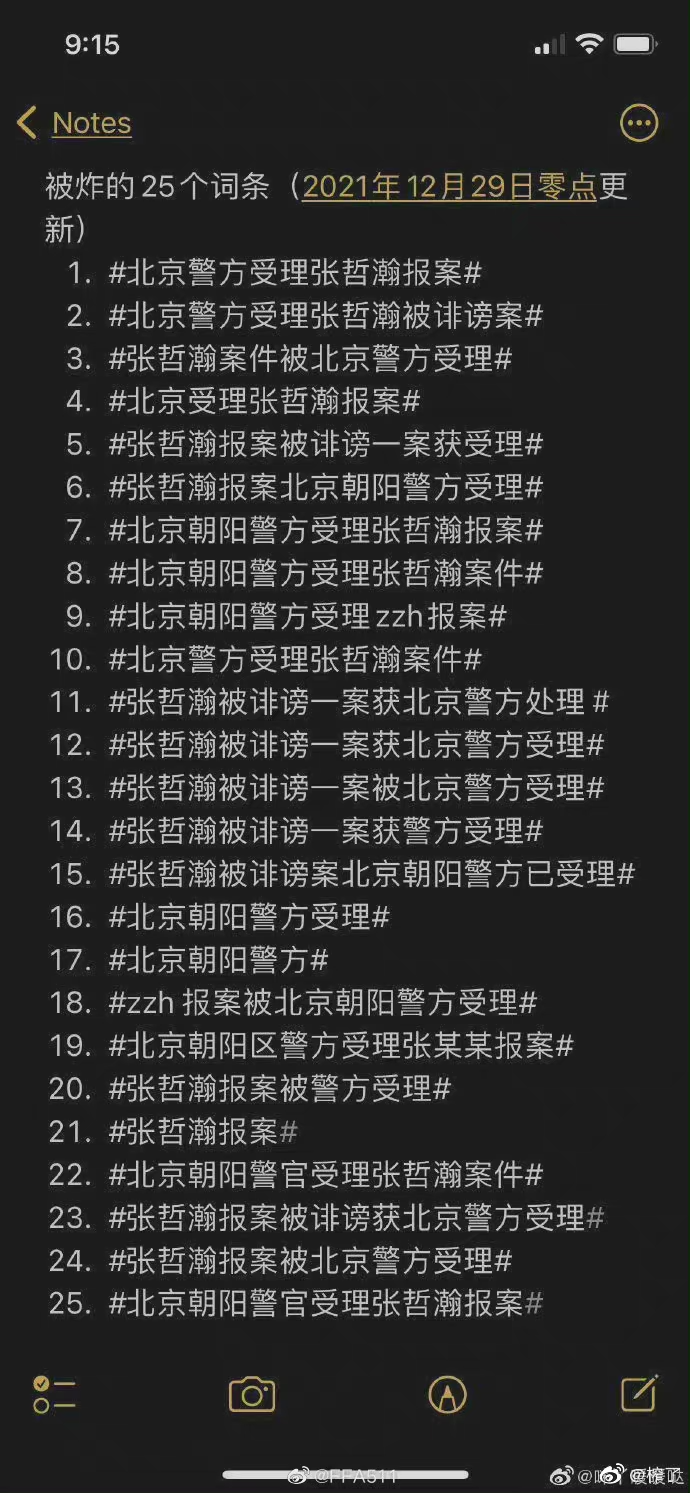 9:15
Notes
被炸的25个词条（2021年12月29日零点更
新）
1. #北京警方受理张哲瀚报案#
2. #北京警方受理张哲瀚被诽谤案#
3. #张哲瀚案件被北京警方受理#
4. #北京受理张哲瀚报案#
5. #张哲瀚报案被诽谤一案获受理#
6. #张哲瀚报案北京朝阳警方受理#
7. #北京朝阳警方受理张哲瀚报案#
8. #北京朝阳警方受理张哲瀚案件#
9. #北京朝阳警方受理zzh报案#
10. #北京警方受理张哲瀚案件#
11. #张哲瀚被诽谤一案获北京警方处理 #
12. #张哲瀚被诽谤一案获北京警方受理#
13. #张哲瀚被诽谤一案被北京警方受理#
14. #张哲瀚被诽谤一案获警方受理#
15. #张哲瀚被诽谤案北京朝阳警方已受理#
16. #北京朝阳警方受理#
17. #北京朝阳警方#
18. #zzh 报案被北京朝阳警方受理#
19. #北京朝阳区警方受理张某某报案#
20. #张哲瀚报案被警方受理#
21. #张哲瀚报案#
22. #北京朝阳警官受理张哲瀚案件#
23. #张哲瀚报案被诽谤获北京警方受理#
24. #张哲瀚报案被北京警方受理#
25. #北京朝阳警官受理张哲瀚报案#
@FFA511